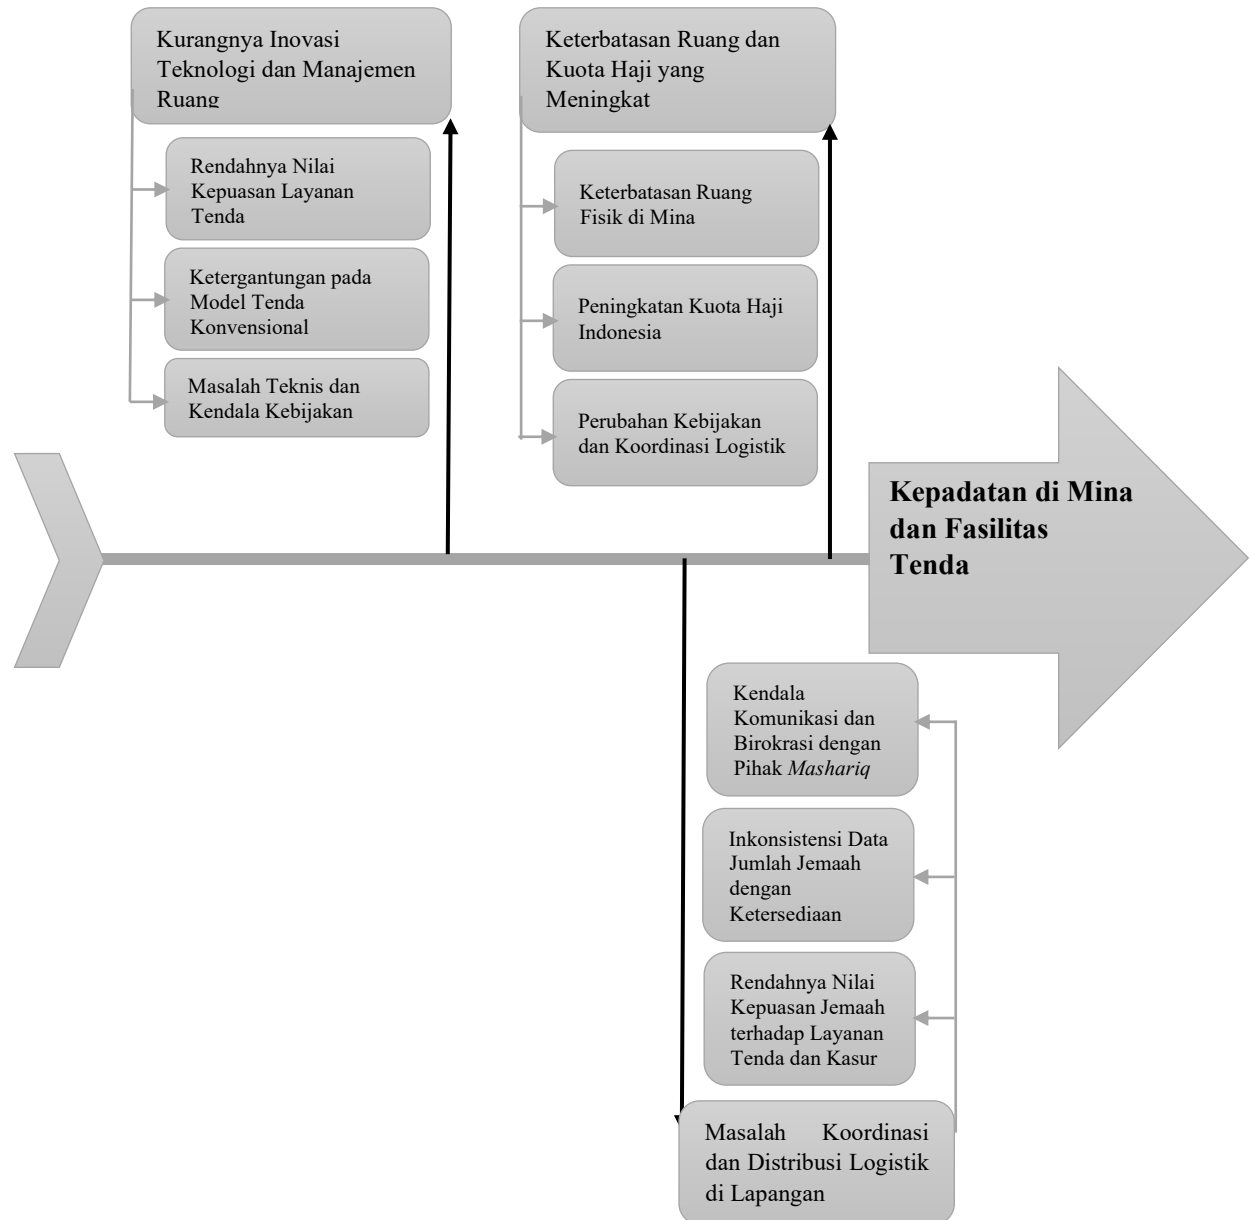 Kurangnya Inovasi
Teknologi dan Manajemen
Ruang
Rendahnya Nilai
Kepuasan Layanan
Tenda
Ketergantungan pada
Model Tenda
Konvensional
Masalah Teknis dan
Kendala Kebijakan
Keterbatasan Ruang dan
Kuota Haji yang
Meningkat
Keterbatasan Ruang
Fisik di Mina
Peningkatan Kuota Haji
Indonesia
Perubahan Kebijakan
dan Koordinasi Logistik
Kepadatan di Mina
dan Fasilitas
Tenda
Kendala
Komunikasi dan
Birokrasi dengan
Pihak Mashariq
Inkonsistensi Data
Jumlah Jemaah
dengan
Ketersediaan
Rendahnya Nilai
Kepuasan Jemaah
terhadap Layanan
Tenda dan Kasur
Masalah Koordinasi
dan Distribusi Logistik
di Lapangan